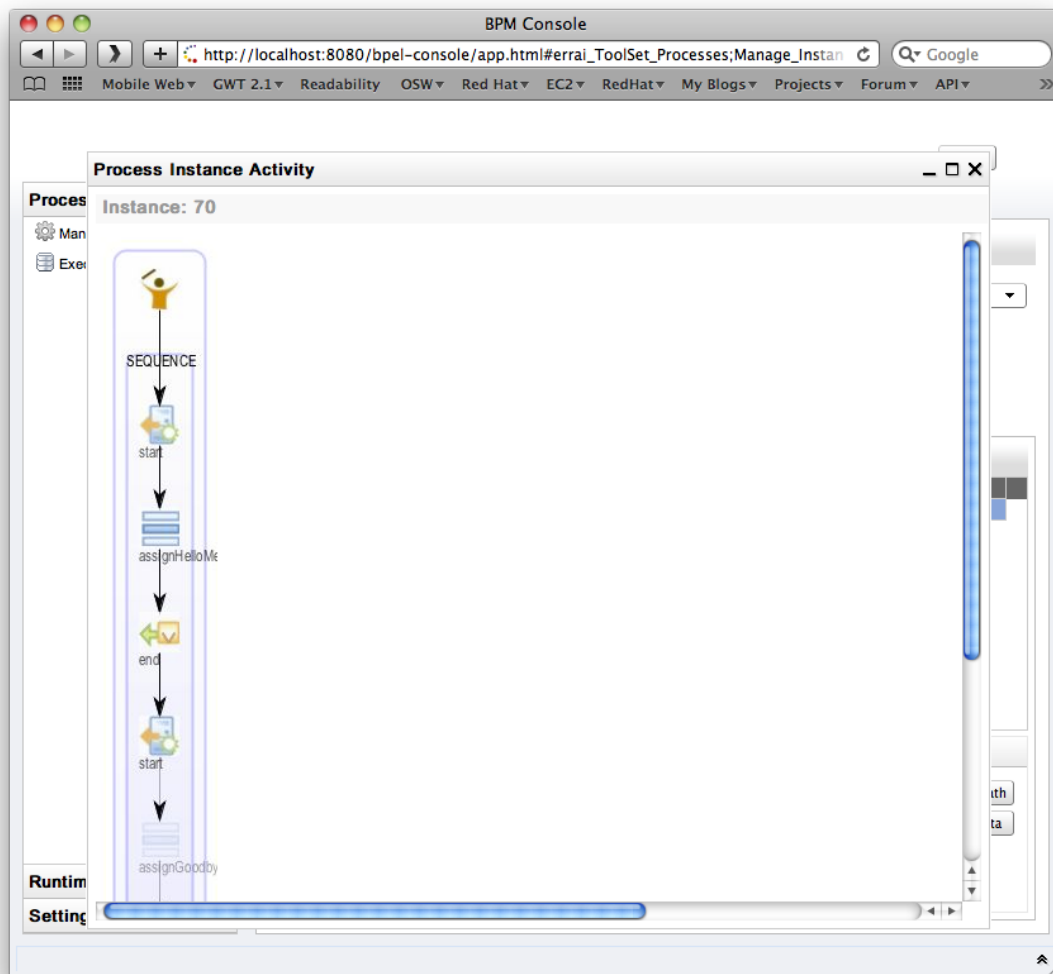 BPM Console
http://localhost:8080/bpel-console/app.html#errai_ToolSet_Processes;Manage_Instan
Google
Mobile Web GWT 2.1 Readability OSW Red Hat EC2 RedHat My Blogs Projects Forum API
Process Instance Activity
Proces
Instance: 70
Man
Exe
SEQUENCE
start
assignHelloMe
end
start
ath
ta
assignGoodby
Runtim
Setting